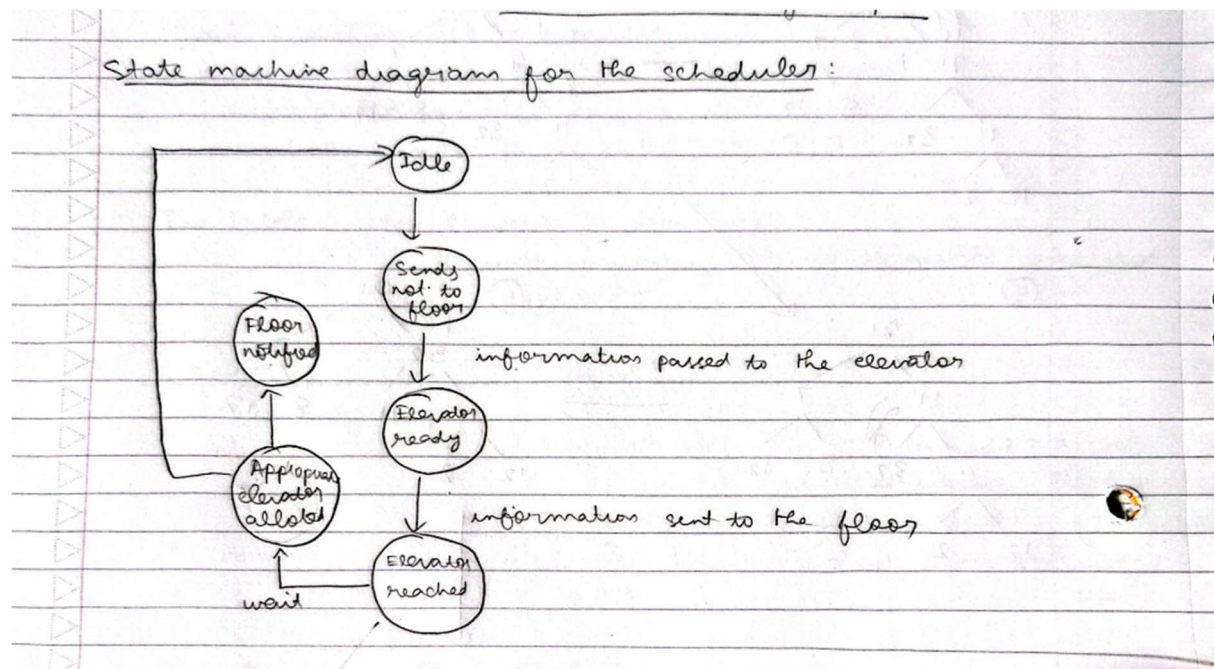 State machine diagram for the scheduler:
Idle
Sends
not. to
floor
Floor
notified
information passed to the elevator
Elevator
ready
Appropriate
elevator
alloted
information sent to the floor
Elevator
reached
wait